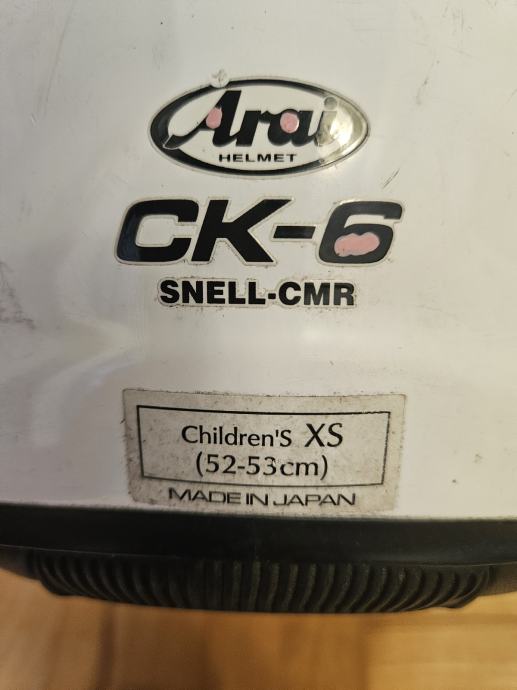 Arai
HELMET
CK-6
SNELL-CMR
Children'S XS
(52-53cm)
MADE IN JAPAN